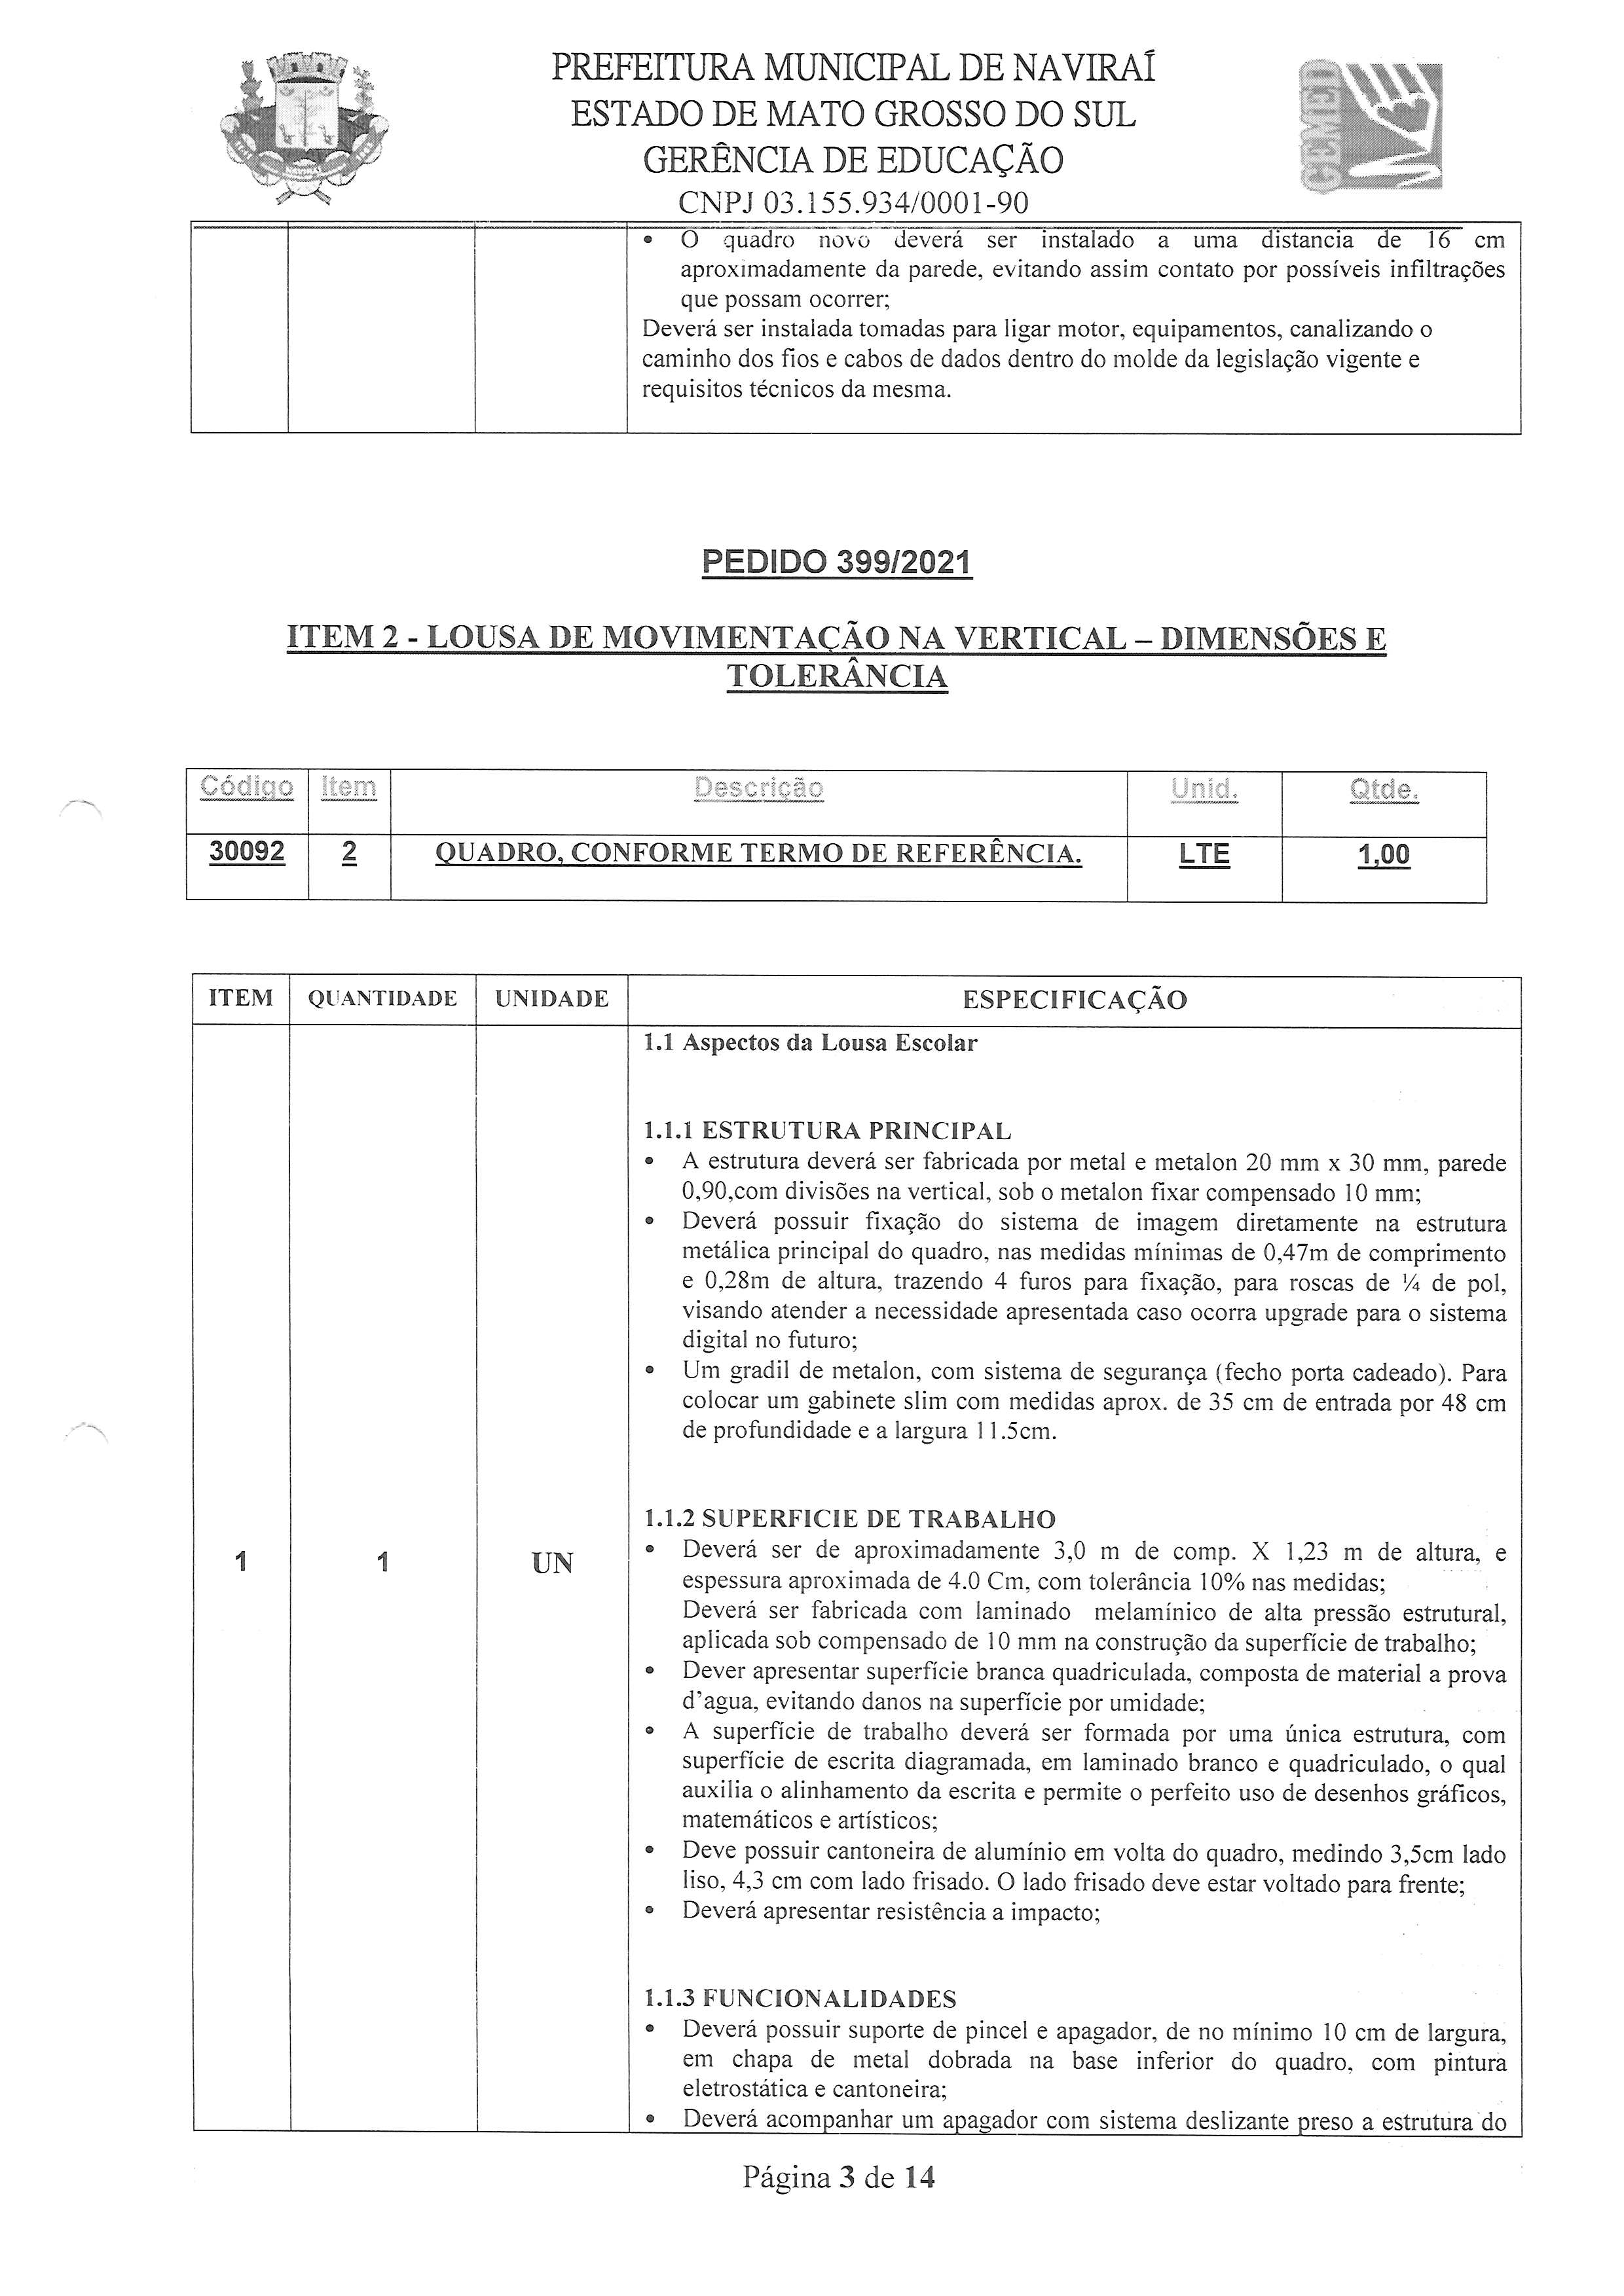 PREFEITURA MUNICIPAL DE NAVIRAÍ
ESTADO DE MATO GROSSO DO SUL
GERÊNCIA DE EDUCAÇÃO
CNPJ 03.155.934/0001-90
GEMED
• O quadro novo deverá ser instalado a uma distancia de 16 cm
aproximadamente da parede, evitando assim contato por possíveis infiltrações
que possam ocorrer;
Deverá ser instalada tomadas para ligar motor, equipamentos, canalizando o
caminho dos fios e cabos de dados dentro do molde da legislação vigente e
requisitos técnicos da mesma.
PEDIDO 399/2021
ITEM 2 - LOUSA DE MOVIMENTAÇÃO NA VERTICAL – DIMENSÕES E
TOLERÂNCIA
Código Item Descrição Unid. Qtde.
30092 2 QUADRO, CONFORME TERMO DE REFERÊNCIA. LTE 1,00
ITEM QUANTIDADE UNIDADE ESPECIFICAÇÃO
1.1 Aspectos da Lousa Escolar
1.1.1 ESTRUTURA PRINCIPAL
• A estrutura deverá ser fabricada por metal e metalon 20 mm x 30 mm, parede
0,90,com divisões na vertical, sob o metalon fixar compensado 10 mm;
• Deverá possuir fixação do sistema de imagem diretamente na estrutura
metálica principal do quadro, nas medidas mínimas de 0,47m de comprimento
e 0,28m de altura, trazendo 4 furos para fixação, para roscas de ¼ de pol,
visando atender a necessidade apresentada caso ocorra upgrade para o sistema
digital no futuro;
• Um gradil de metalon, com sistema de segurança (fecho porta cadeado). Para
colocar um gabinete slim com medidas aprox. de 35 cm de entrada por 48 cm
de profundidade e a largura 11.5cm.
1.1.2 SUPERFICIE DE TRABALHO
1 1 UN
• Deverá ser de aproximadamente 3,0 m de comp. X 1,23 m de altura, e
espessura aproximada de 4.0 Cm, com tolerância 10% nas medidas;
Deverá ser fabricada com laminado melamínico de alta pressão estrutural,
aplicada sob compensado de 10 mm na construção da superfície de trabalho;
• Dever apresentar superfície branca quadriculada, composta de material a prova
d’agua, evitando danos na superfície por umidade;
• A superfície de trabalho deverá ser formada por uma única estrutura, com
superfície de escrita diagramada, em laminado branco e quadriculado, o qual
auxilia o alinhamento da escrita e permite o perfeito uso de desenhos gráficos,
matemáticos e artísticos;
• Deve possuir cantoneira de alumínio em volta do quadro, medindo 3,5cm lado
liso, 4,3 cm com lado frisado. O lado frisado deve estar voltado para frente;
• Deverá apresentar resistência a impacto;
1.1.3 FUNCIONALIDADES
• Deverá possuir suporte de pincel e apagador, de no mínimo 10 cm de largura,
em chapa de metal dobrada na base inferior do quadro, com pintura
eletrostática e cantoneira;
• Deverá acompanhar um apagador com sistema deslizante preso a estrutura do
Página 3 de 14